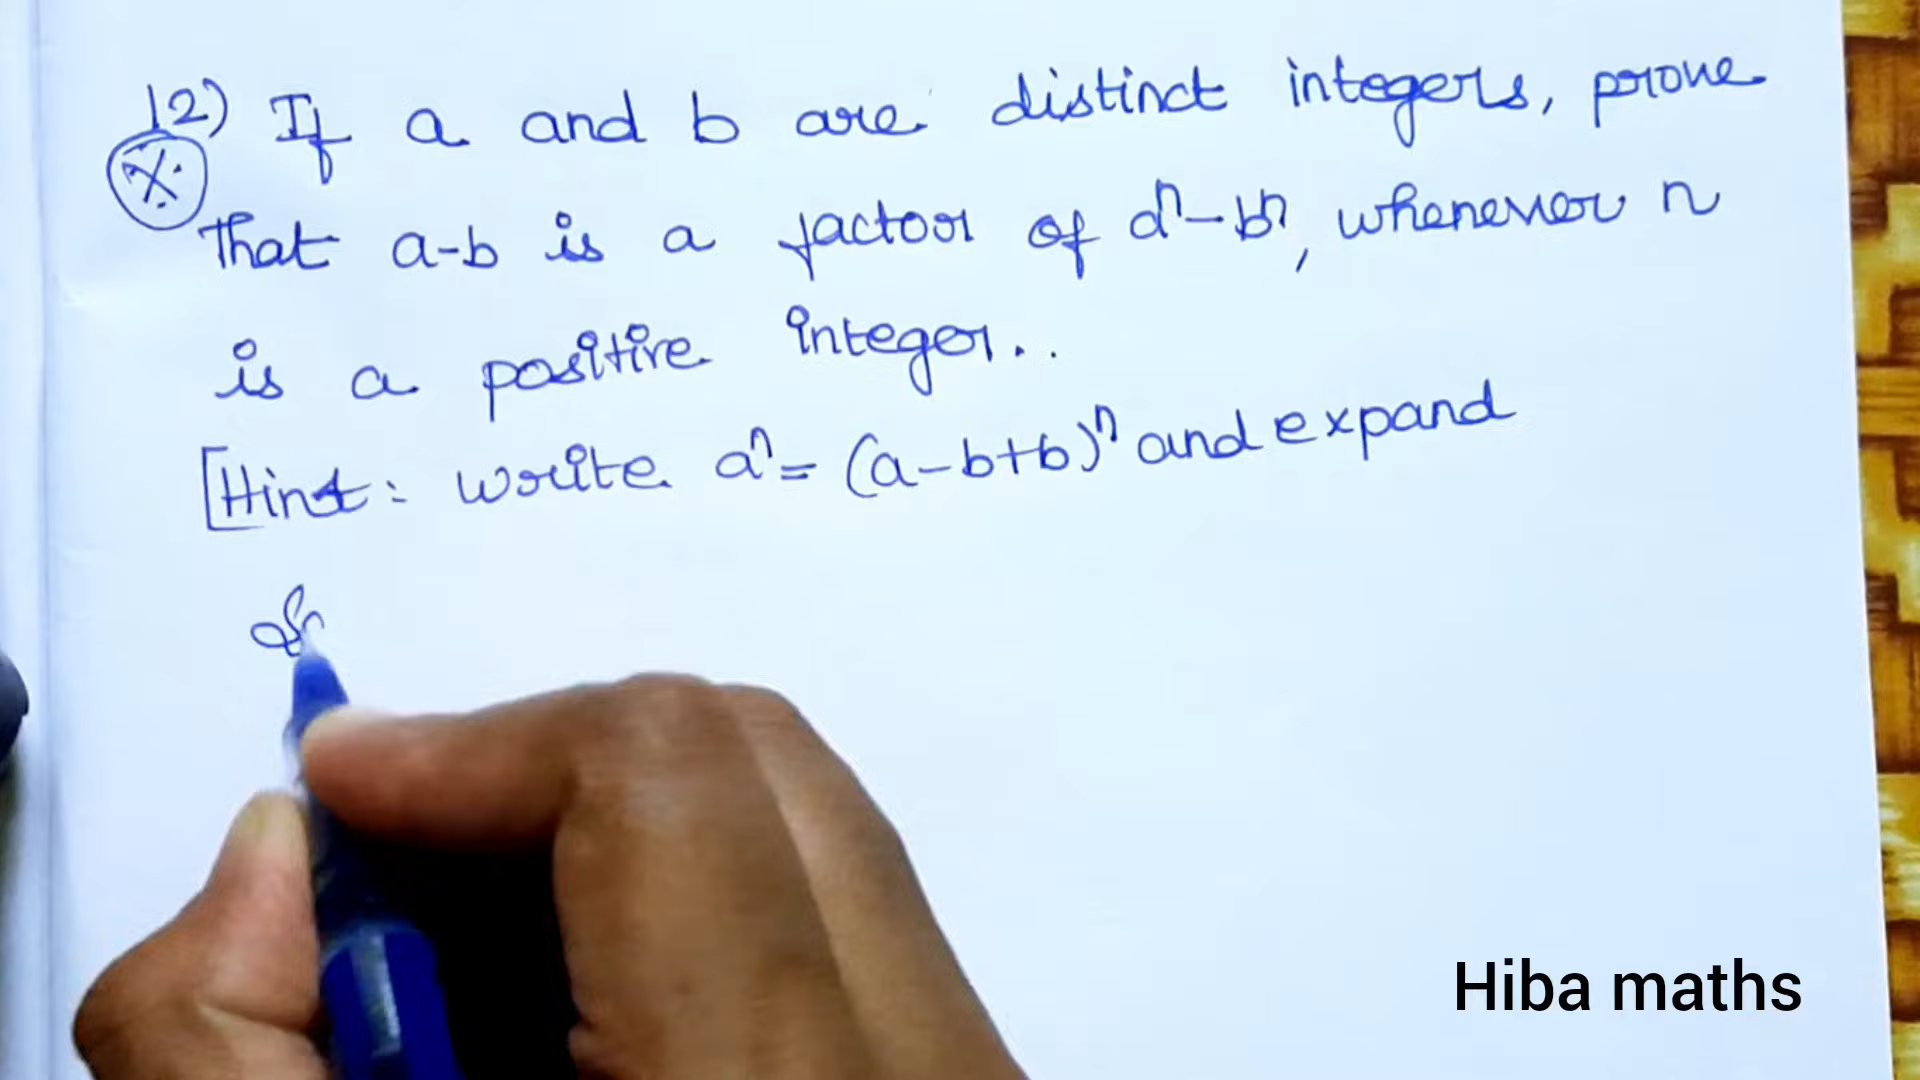 12) If a and b are distinct integers, prove
that a-b is a factor of aⁿ-bⁿ, whenever n
is a positive integer..
[Hint: write aⁿ = (a-b+b)ⁿ and expand
So
Hiba maths